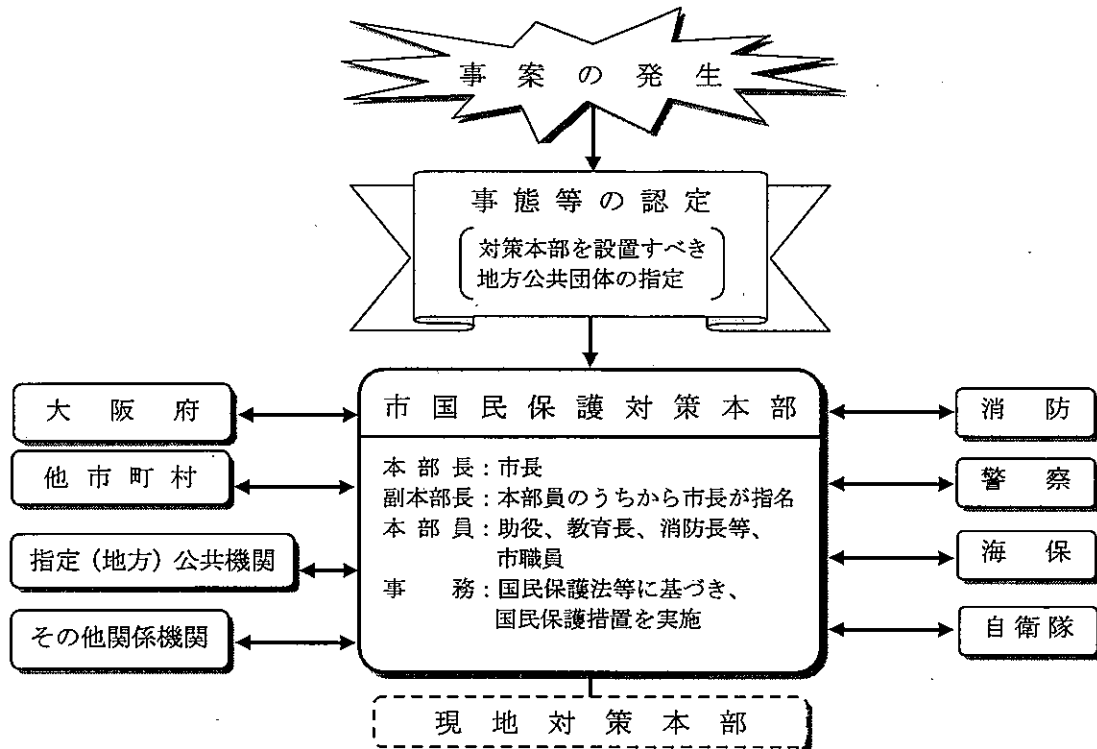 事案の発生
事態等の認定
対策本部を設置すべき
地方公共団体の指定
市国民保護対策本部
本部長：市長
副本部長：本部員のうちから市長が指名
本部員：助役、教育長、消防長等、
市職員
事務：国民保護法等に基づき、
国民保護措置を実施
大阪府
他市町村
指定（地方）公共機関
その他関係機関
消防
警察
海保
自衛隊
現地対策本部